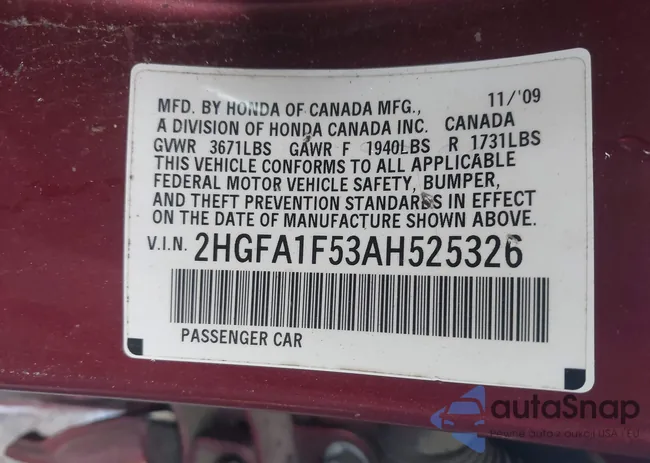 MFD. BY HONDA OF CANADA MFG., 11/'09
A DIVISION OF HONDA CANADA INC. CANADA
GVWR 3671LBS GAWR F 1940LBS R 1731LBS
THIS VEHICLE CONFORMS TO ALL APPLICABLE
FEDERAL MOTOR VEHICLE SAFETY, BUMPER,
AND THEFT PREVENTION STANDARDS IN EFFECT
ON THE DATE OF MANUFACTURE SHOWN ABOVE.
V.I.N. 2HGFA1F53AH525326
PASSENGER CAR
autoSnap